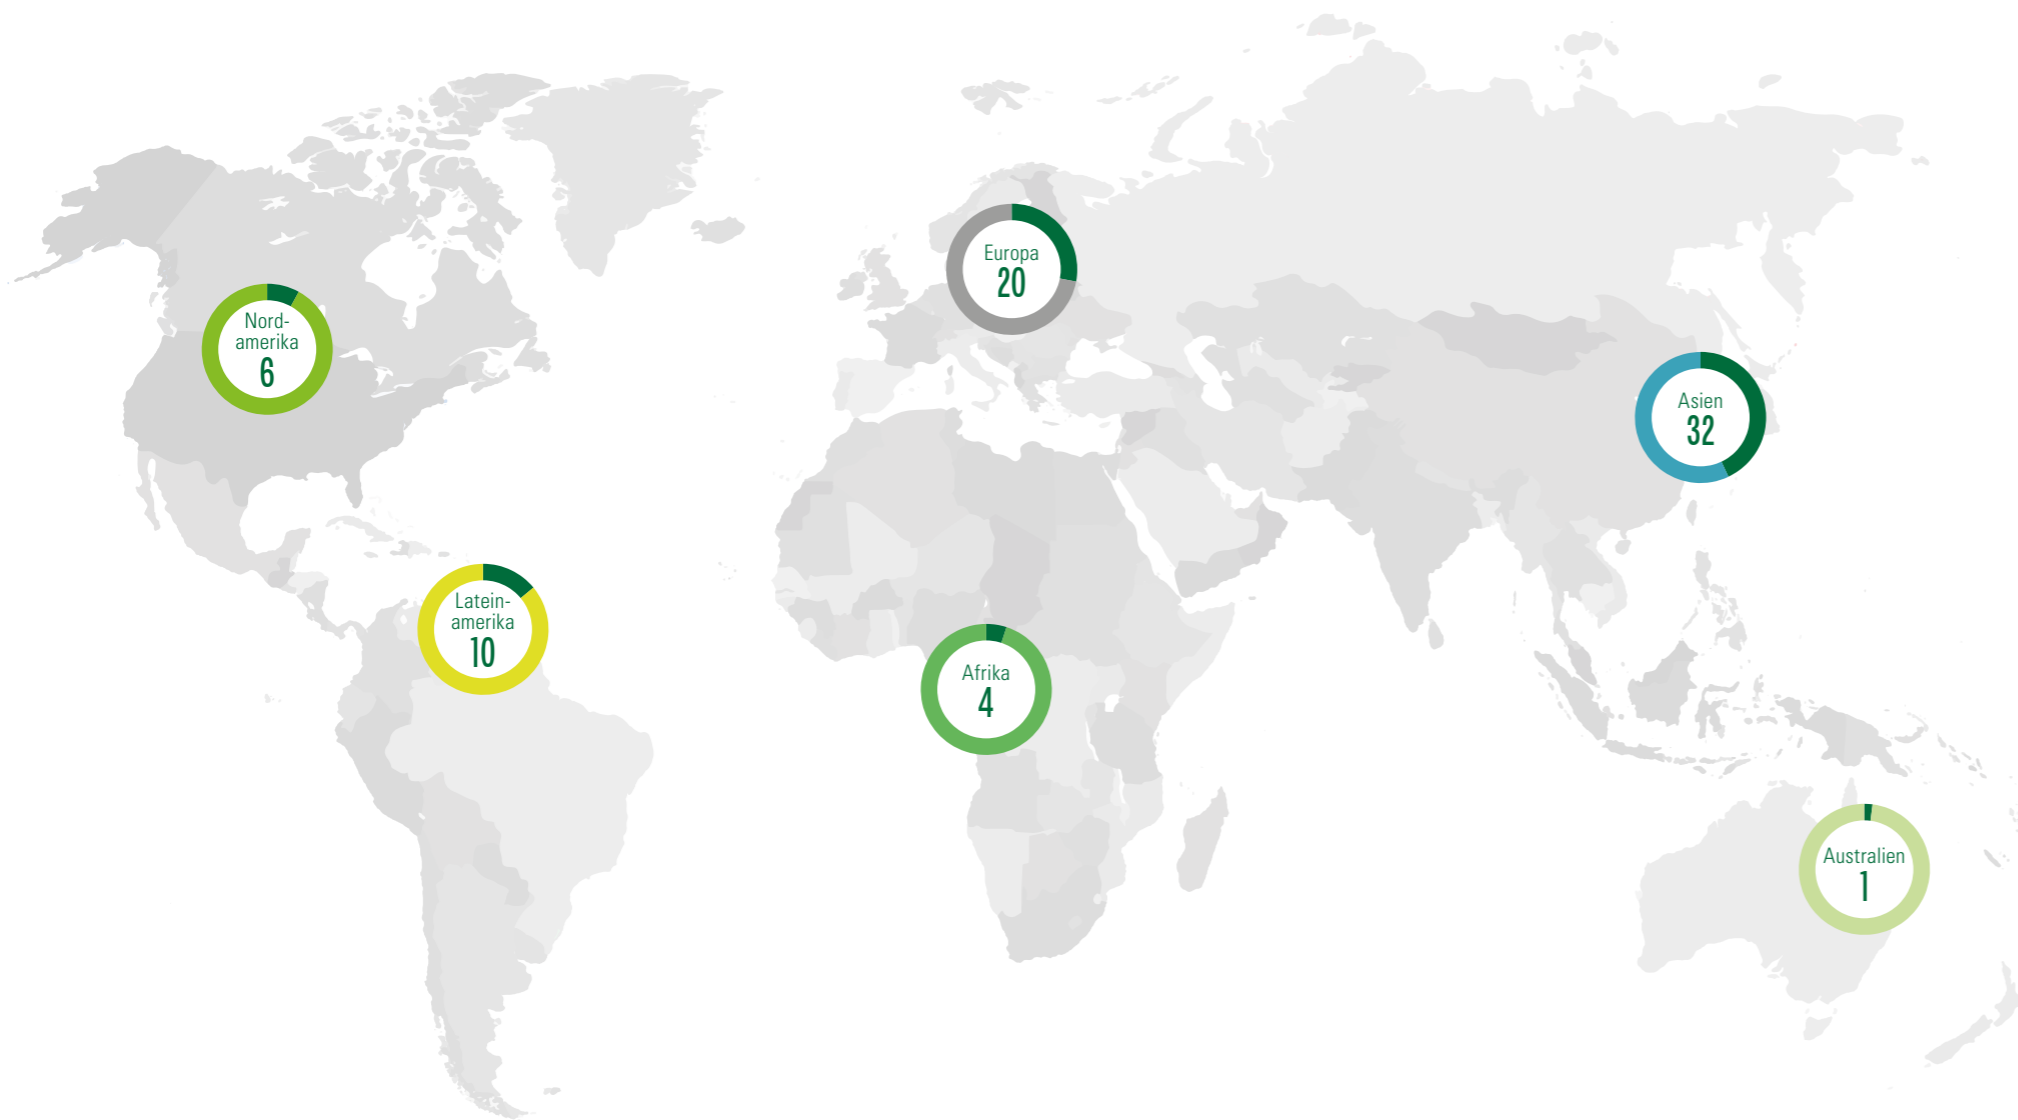 Europa
20
Nord-
amerika
6
Asien
32
Latein-
amerika
10
Afrika
4
Australien
1